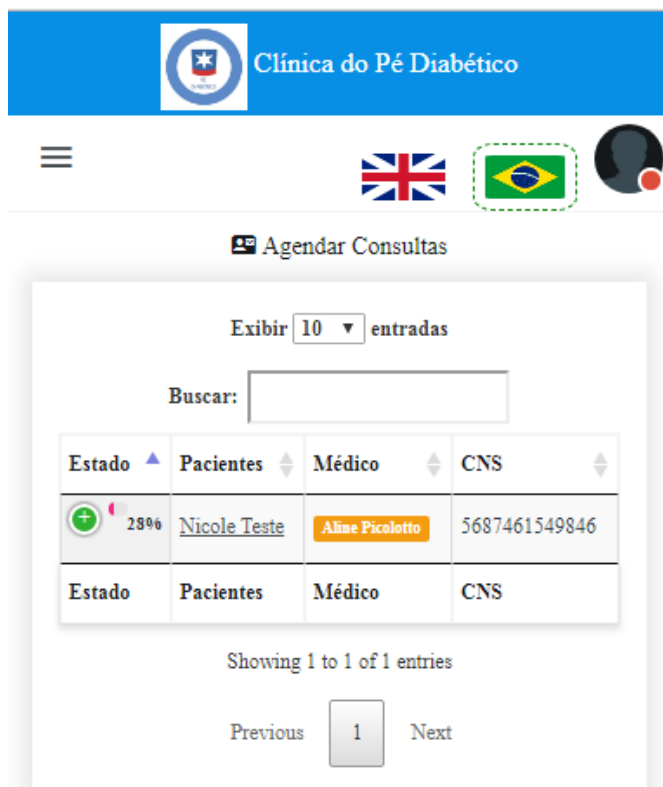 Clínica do Pé Diabético
Agendar Consultas
Exibir 10 entradas
Buscar:
Estado Pacientes Médico CNS
28% Nicole Teste Aline Picolotto 5687461549846
Estado Pacientes Médico CNS
Showing 1 to 1 of 1 entries
Previous 1 Next